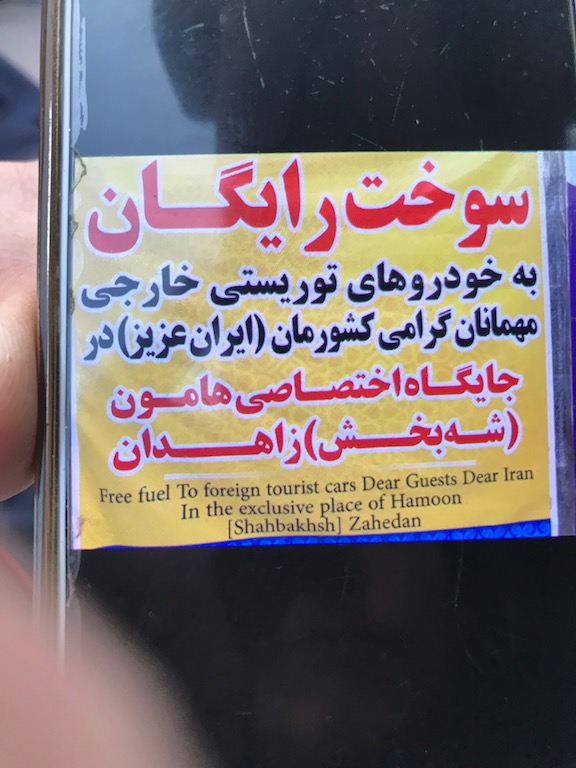 سوخت رایگان
به خودروهای توریستی خارجی
مهمانان گرامی کشورمان (ایران عزیز) در
جایگاه اختصاصی هامون
(شه بخش) زاهدان
Free fuel To foreign tourist cars Dear Guests Dear Iran
In the exclusive place of Hamoon
[Shahbakhsh] Zahedan